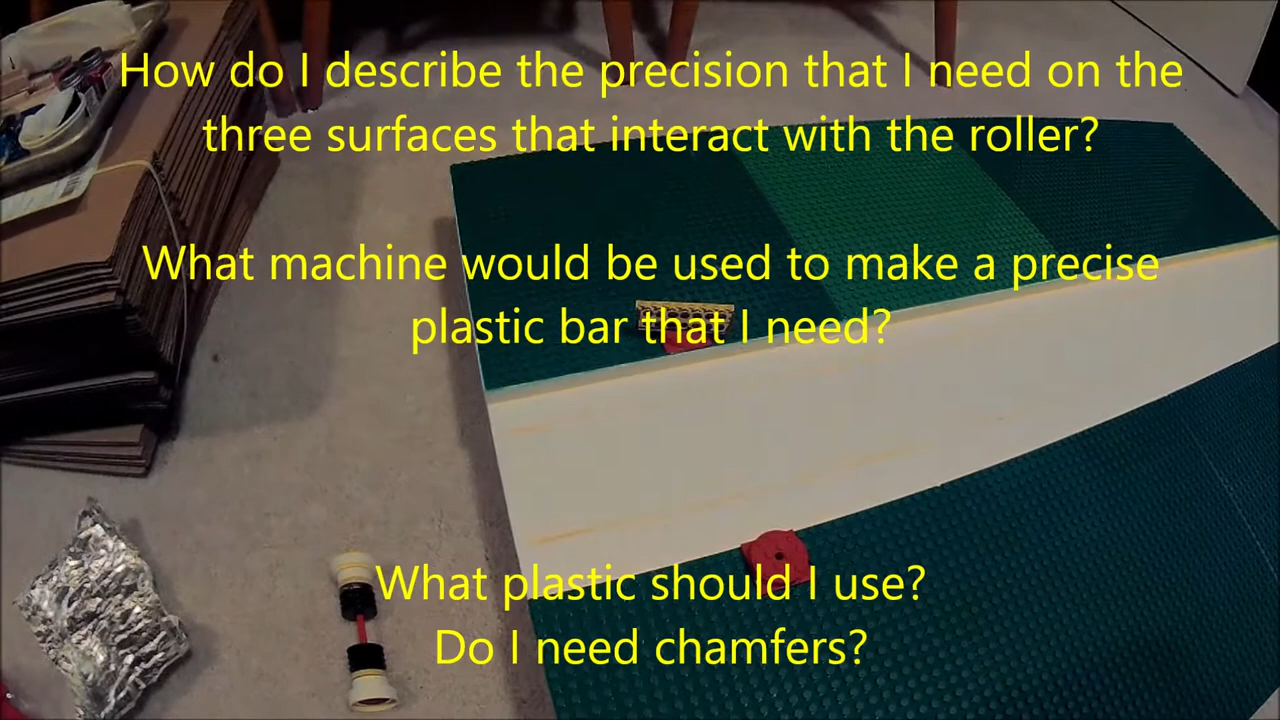 How do I describe the precision that I need on the
three surfaces that interact with the roller?
What machine would be used to make a precise
plastic bar that I need?
What plastic should I use?
Do I need chamfers?